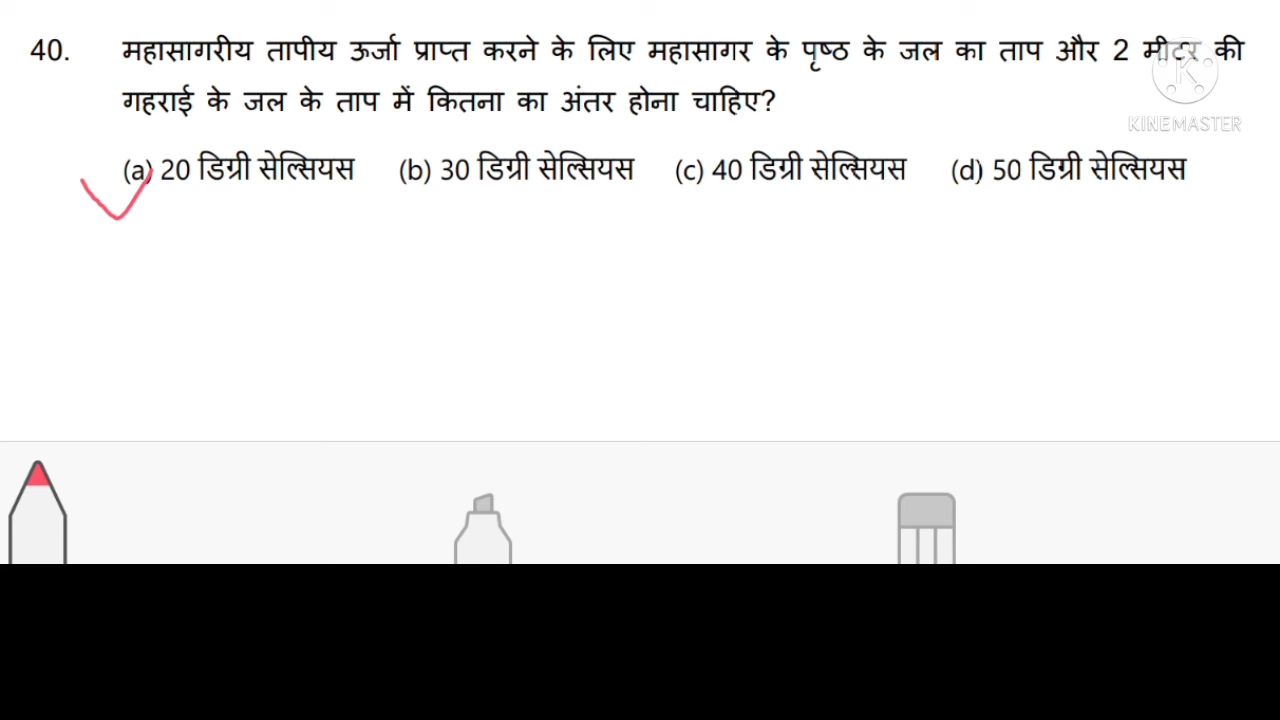 40. महासागरीय तापीय ऊर्जा प्राप्त करने के लिए महासागर के पृष्ठ के जल का ताप और 2 मीटर की
गहराई के जल के ताप में कितना का अंतर होना चाहिए?
K
KINEMASTER
(a) 20 डिग्री सेल्सियस (b) 30 डिग्री सेल्सियस (c) 40 डिग्री सेल्सियस (d) 50 डिग्री सेल्सियस